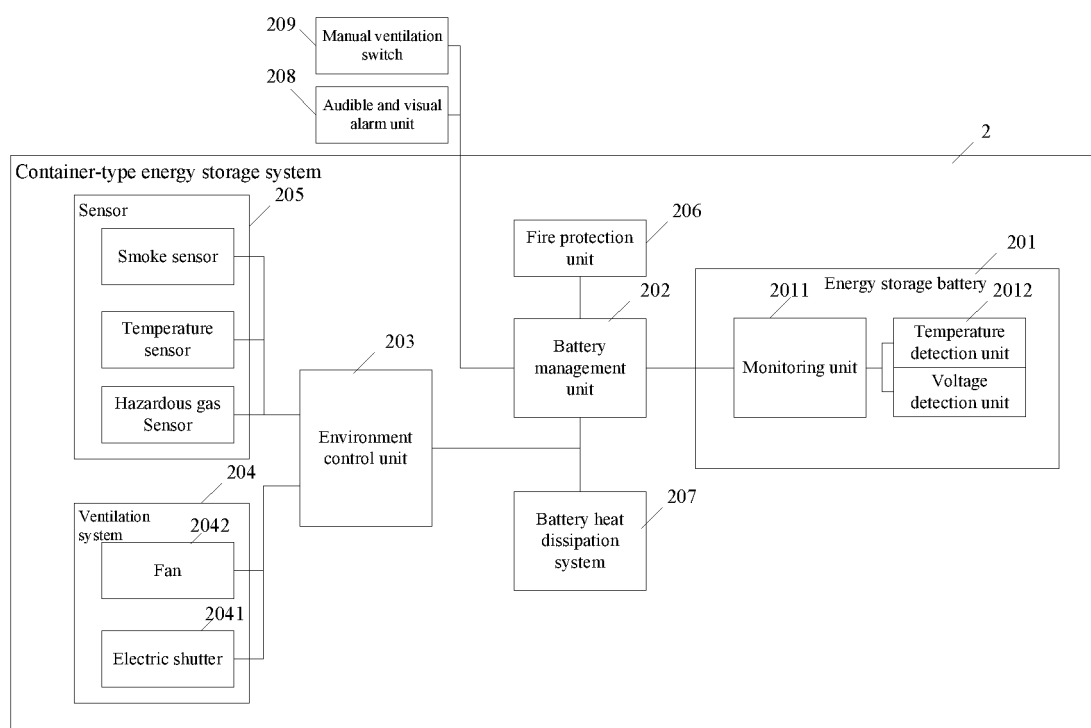 209
Manual ventilation
switch
208
Audible and visual
alarm unit
2
Container-type energy storage system
205
Sensor
Smoke sensor
Temperature
sensor
Hazardous gas
Sensor
203
Environment
control unit
204
Ventilation
system
2042
Fan
2041
Electric shutter
206
Fire protection
unit
202
Battery
management
unit
207
Battery heat
dissipation
system
201
Energy storage battery
2011
Monitoring unit
2012
Temperature
detection unit
Voltage
detection unit